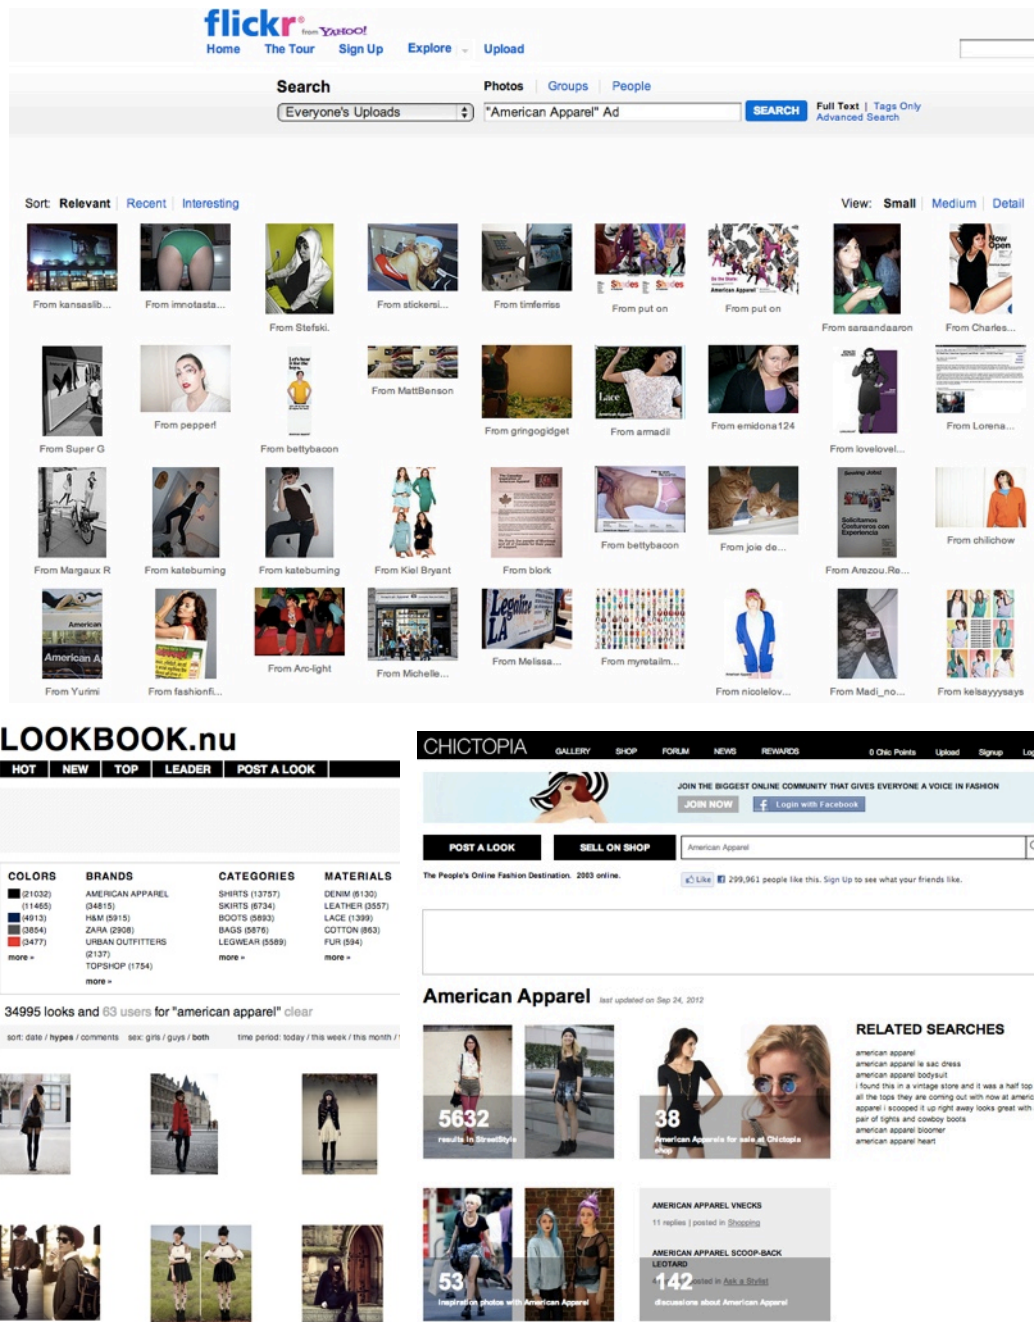 flickr® from YAHOO!
Home The Tour Sign Up Explore Upload
Search Photos Groups People
Everyone's Uploads "American Apparel" Ad SEARCH Full Text | Tags Only
Advanced Search
Sort: Relevant Recent Interesting View: Small Medium Detail
Now
Open
From kansaslib... From imnotasta... From stickersi... From timferriss
From put on From put on
From Stefski. From saraandaaron From Charles...
Lace
From MattBenson
From pepper! From gringogidget From armadil From emidona124 From Lorena...
From Super G From bettybacon From lovelovel...
Solicitamos
Costureros con
Experiencia
From bettybacon From joie de... From chilichow
From Margaux R From kateburning From kateburning From Kiel Bryant From blork From Arezou.Re...
American
American A
Legalize
LA
From Arc-light From Michelle... From Melissa... From myretailm...
From Yurimi From fashionfi... From nicolelov... From Madi_no... From kelsayyysays
LOOKBOOK.nu
HOT NEW TOP LEADER POST A LOOK
COLORS BRANDS CATEGORIES MATERIALS
(21032) AMERICAN APPAREL SHIRTS (13757) DENIM (6130)
(11465) (34815) SKIRTS (6734) LEATHER (3557)
(4913) H&M (5915) BOOTS (5893) LACE (1399)
(3854) ZARA (2908) BAGS (5876) COTTON (863)
(3477) URBAN OUTFITTERS LEGWEAR (5589) FUR (594)
more » (2137) more » more »
TOPSHOP (1754)
more »
34995 looks and 63 users for "american apparel" clear
sort: date / hypes / comments sex: girls / guys / both time period: today / this week / this month /
CHICTOPIA GALLERY SHOP FORUM NEWS REWARDS 0 Chic Points Upload Signup Log
JOIN THE BIGGEST ONLINE COMMUNITY THAT GIVES EVERYONE A VOICE IN FASHION
JOIN NOW Login with Facebook
POST A LOOK SELL ON SHOP American Apparel
The People's Online Fashion Destination. 2003 online. Like 299,961 people like this. Sign Up to see what your friends like.
American Apparel last updated on Sep 24, 2012
RELATED SEARCHES
american apparel
american apparel le sac dress
american apparel bodysuit
i found this in a vintage store and it was a half top
all the tops they are coming out with now at americ
apparel i scooped it up right away looks great with
pair of tights and cowboy boots
american apparel bloomer
american apparel heart
5632
results in StreetStyle
38
American Apparels for sale at Chictopia
shop
53
inspiration photos with American Apparel
AMERICAN APPAREL VNECKS
11 replies | posted in Shopping
AMERICAN APPAREL SCOOP-BACK
LEOTARD
posted in Ask a Stylist
142
discussions about American Apparel